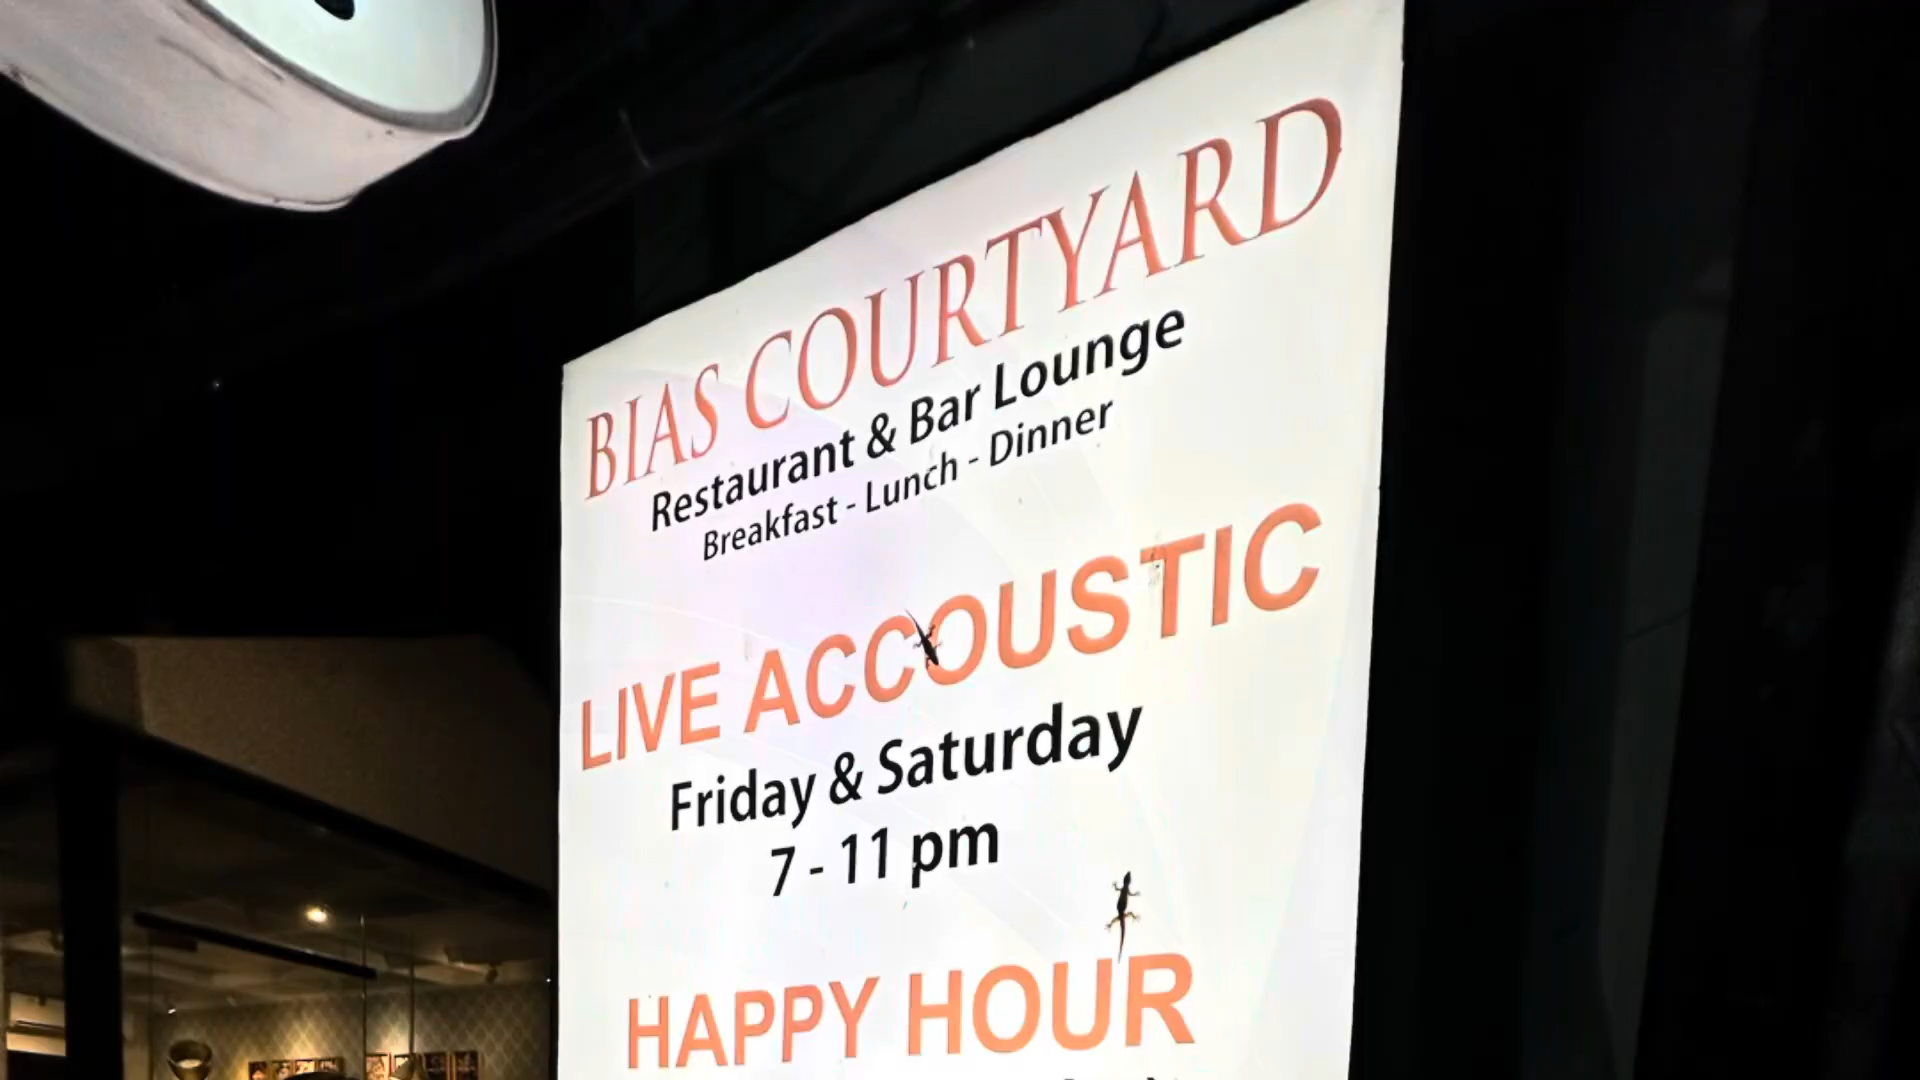 BIAS COURTYARD
Restaurant & Bar Lounge
Breakfast - Lunch - Dinner
LIVE ACCOUSTIC
Friday & Saturday
7 - 11 pm
HAPPY HOUR